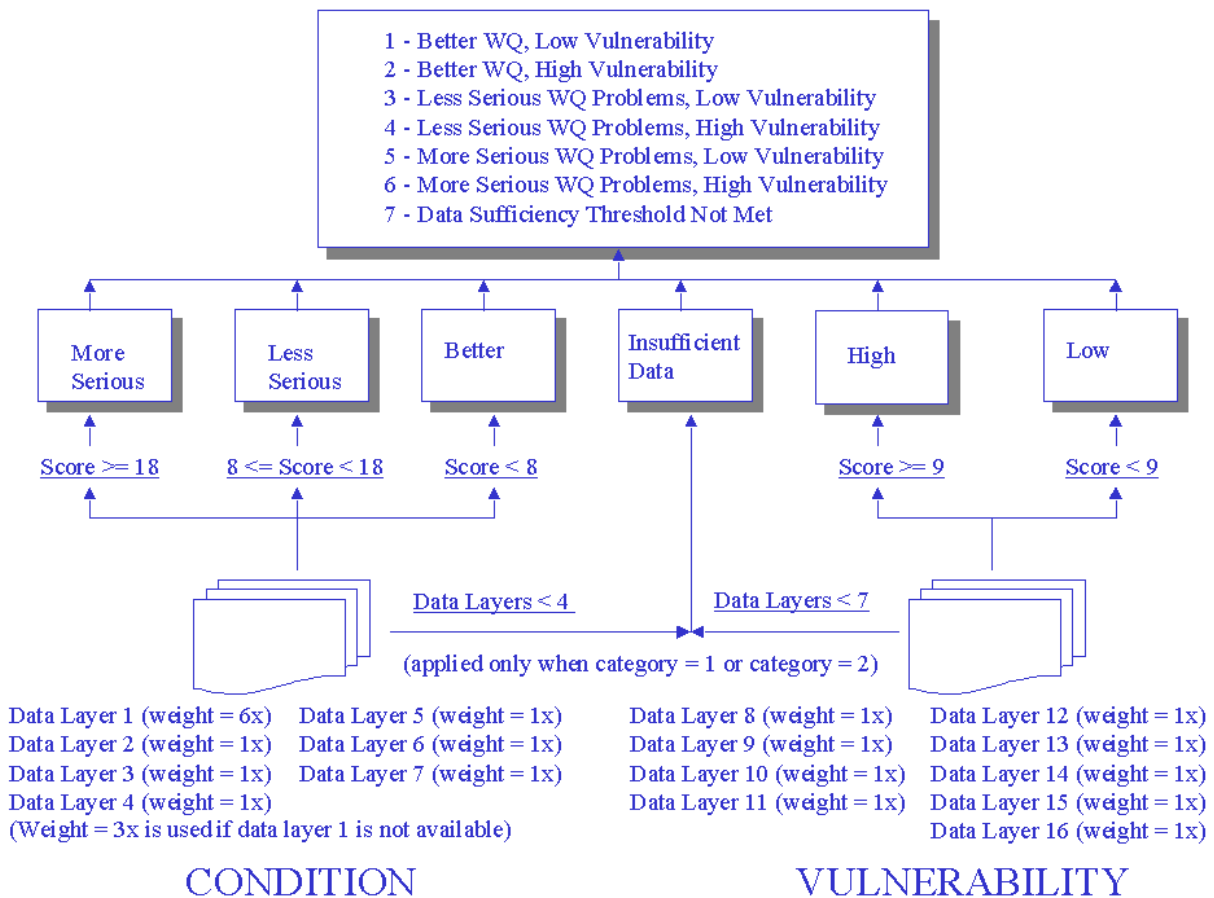 1 - Better WQ, Low Vulnerability
2 - Better WQ, High Vulnerability
3 - Less Serious WQ Problems, Low Vulnerability
4 - Less Serious WQ Problems, High Vulnerability
5 - More Serious WQ Problems, Low Vulnerability
6 - More Serious WQ Problems, High Vulnerability
7 - Data Sufficiency Threshold Not Met
More
Serious
Less
Serious
Better
Insufficient
Data
High
Low
Score >= 18
8 <= Score < 18
Score < 8
Score >= 9
Score < 9
Data Layers < 4
Data Layers < 7
(applied only when category = 1 or category = 2)
Data Layer 1 (weight = 6x)
Data Layer 2 (weight = 1x)
Data Layer 3 (weight = 1x)
Data Layer 4 (weight = 1x)
Data Layer 5 (weight = 1x)
Data Layer 6 (weight = 1x)
Data Layer 7 (weight = 1x)
(Weight = 3x is used if data layer 1 is not available)
Data Layer 8 (weight = 1x)
Data Layer 9 (weight = 1x)
Data Layer 10 (weight = 1x)
Data Layer 11 (weight = 1x)
Data Layer 12 (weight = 1x)
Data Layer 13 (weight = 1x)
Data Layer 14 (weight = 1x)
Data Layer 15 (weight = 1x)
Data Layer 16 (weight = 1x)
CONDITION
VULNERABILITY